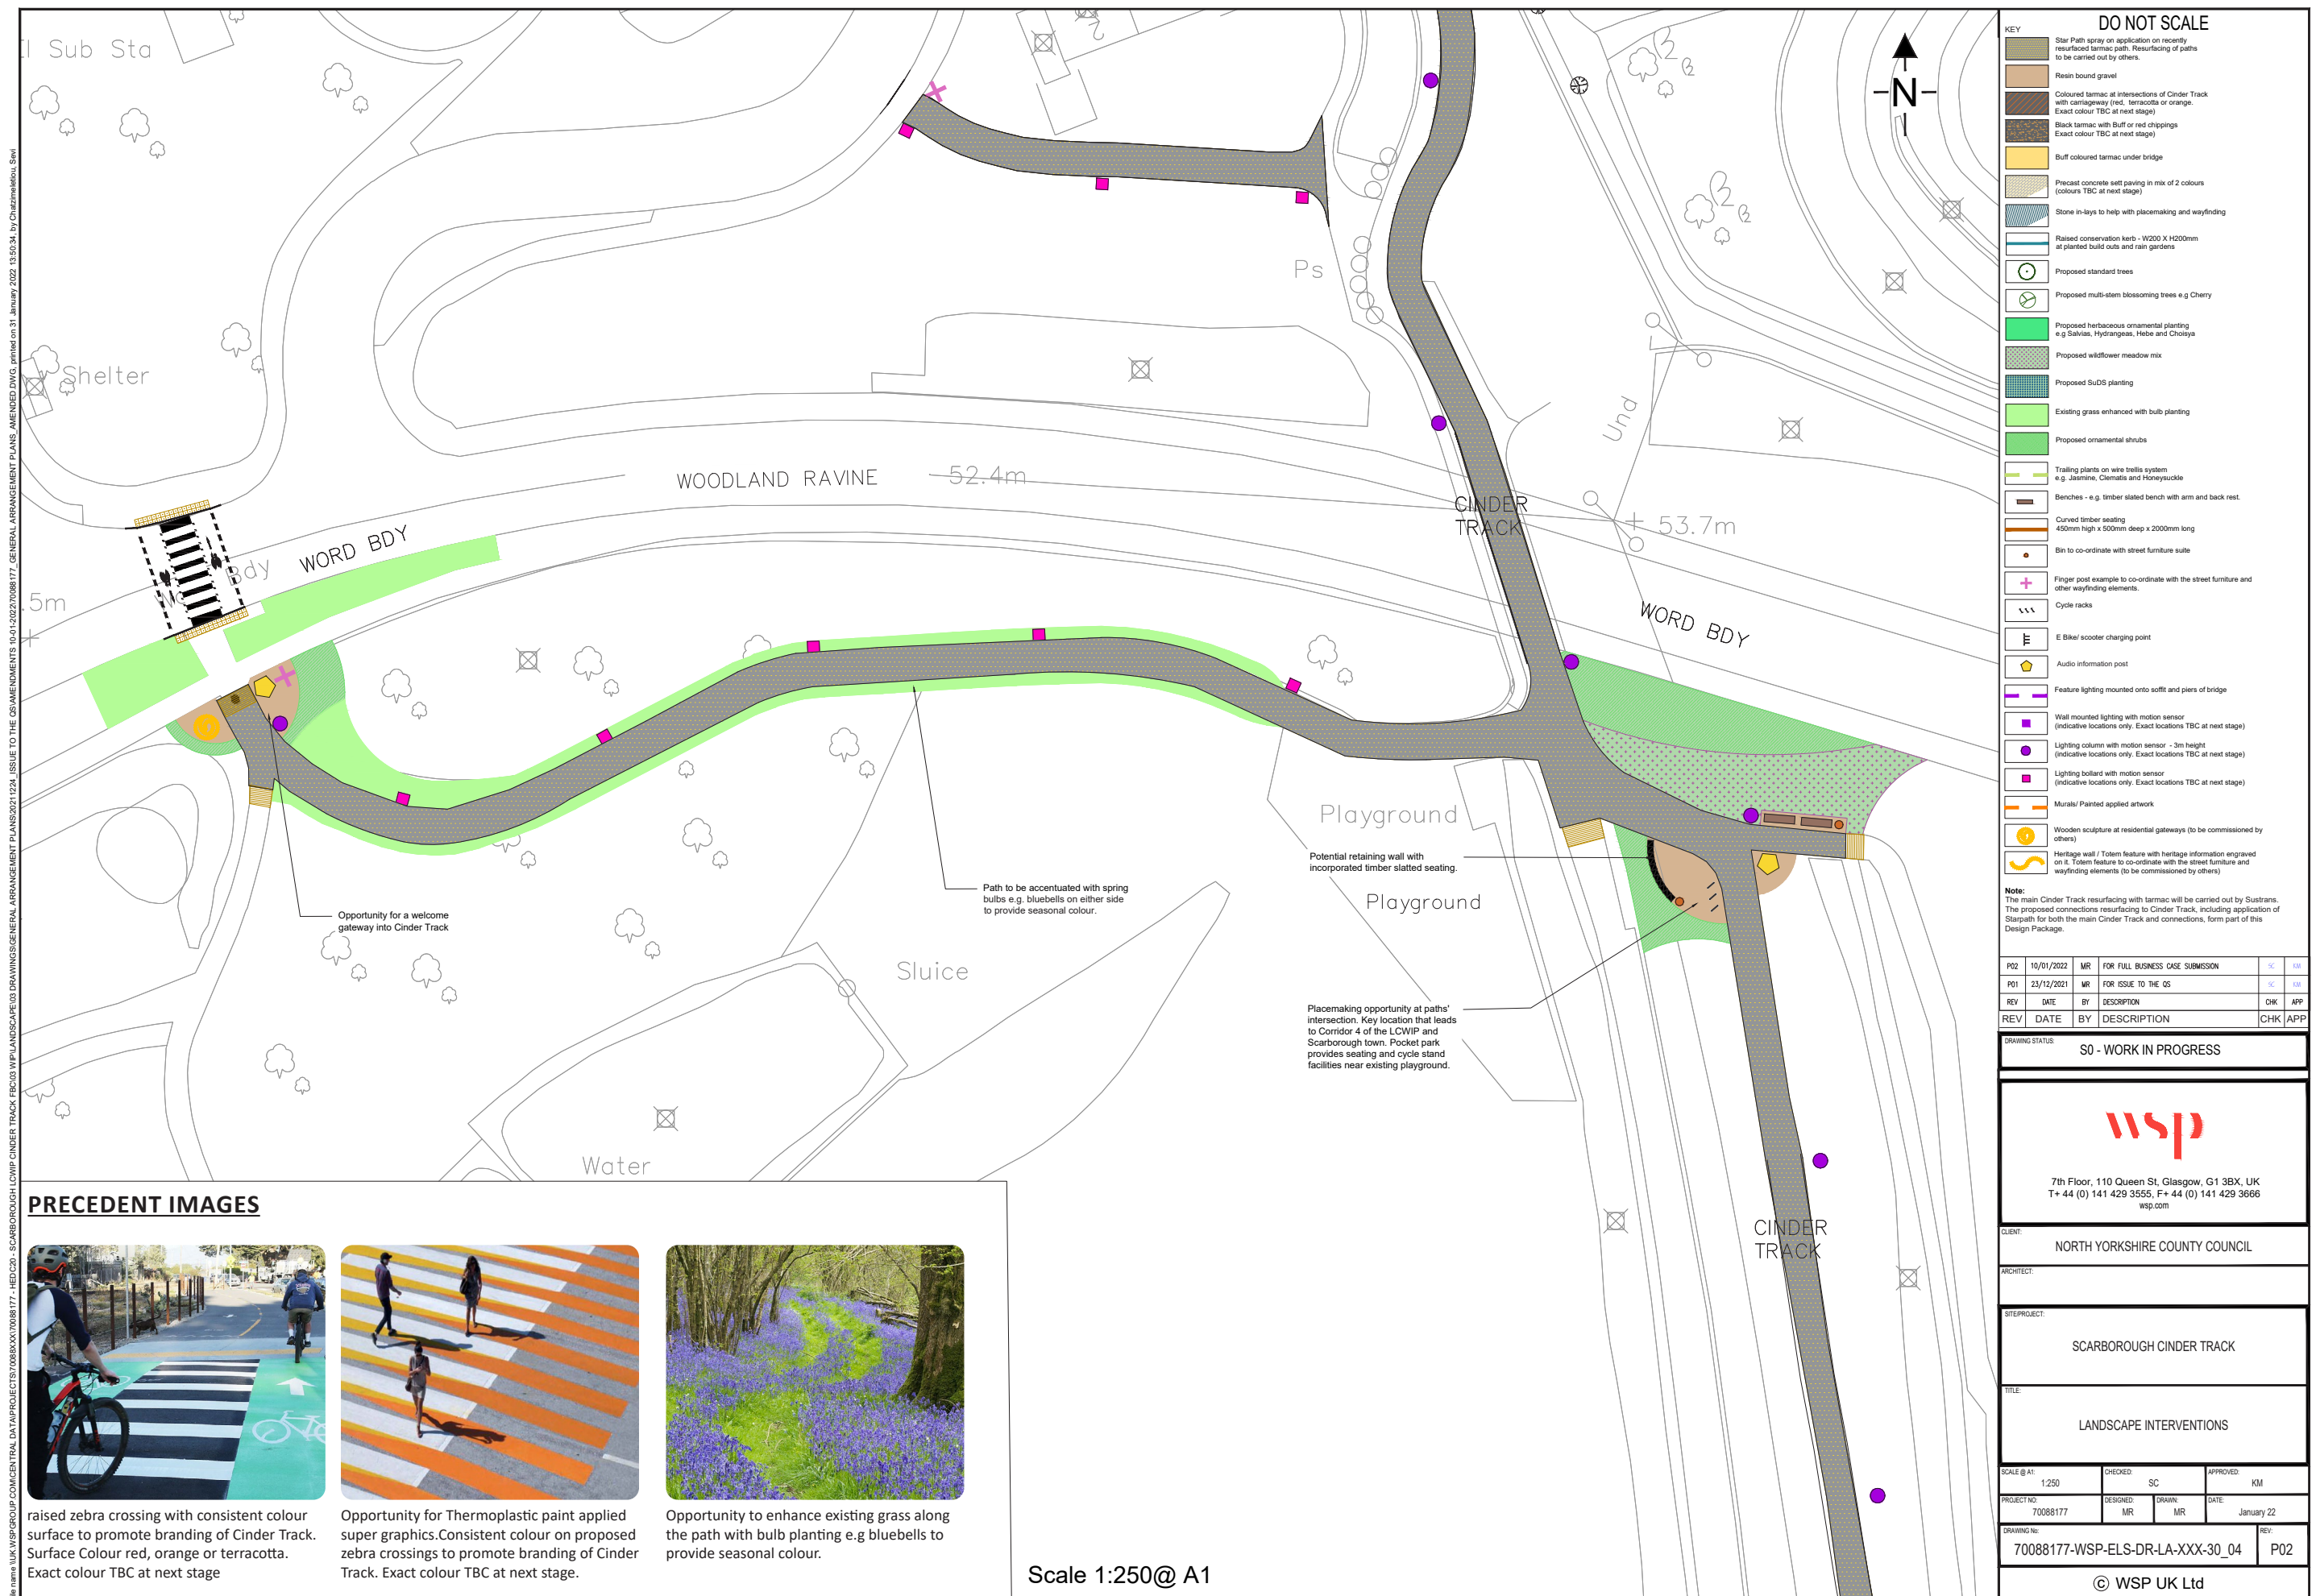 El Sub Sta
Shelter
.5m
WORD BDY
Bdy
WOODLAND RAVINE
52.4m
Ps
Und
CINDER
TRACK
53.7m
WORD BDY
Playground
Playground
Sluice
Water
CINDER
TRACK
Opportunity for a welcome
gateway into Cinder Track
Path to be accentuated with spring
bulbs e.g. bluebells on either side
to provide seasonal colour.
Potential retaining wall with
incorporated timber slatted seating.
Placemaking opportunity at paths'
intersection. Key location that leads
to Corridor 4 of the LCWIP and
Scarborough town. Pocket park
provides seating and cycle stand
facilities near existing playground.
PRECEDENT IMAGES
raised zebra crossing with consistent colour
surface to promote branding of Cinder Track.
Surface Colour red, orange or terracotta.
Exact colour TBC at next stage
Opportunity for Thermoplastic paint applied
super graphics.Consistent colour on proposed
zebra crossings to promote branding of Cinder
Track. Exact colour TBC at next stage.
Opportunity to enhance existing grass along
the path with bulb planting e.g bluebells to
provide seasonal colour.
Scale 1:250@ A1
N
DO NOT SCALE
KEY
Star Path spray on application on recently
resurfaced tarmac path. Resurfacing of paths
to be carried out by others.
Resin bound gravel
Coloured tarmac at intersections of Cinder Track
with carriageway (red, terracotta or orange.
Exact colour TBC at next stage)
Black tarmac with Buff or red chippings
Exact colour TBC at next stage)
Buff coloured tarmac under bridge
Precast concrete sett paving in mix of 2 colours
(colours TBC at next stage)
Stone in-lays to help with placemaking and wayfinding
Raised conservation kerb - W200 X H200mm
at planted build outs and rain gardens
Proposed standard trees
Proposed multi-stem blossoming trees e.g Cherry
Proposed herbaceous ornamental planting
e.g Salvias, Hydrangeas, Hebe and Choisya
Proposed wildflower meadow mix
Proposed SuDS planting
Existing grass enhanced with bulb planting
Proposed ornamental shrubs
Trailing plants on wire trellis system
e.g. Jasmine, Clematis and Honeysuckle
Benches - e.g. timber slated bench with arm and back rest.
Curved timber seating
450mm high x 500mm deep x 2000mm long
Bin to co-ordinate with street furniture suite
Finger post example to co-ordinate with the street furniture and
other wayfinding elements.
Cycle racks
E Bike/ scooter charging point
Audio information post
Feature lighting mounted onto soffit and piers of bridge
Wall mounted lighting with motion sensor
(indicative locations only. Exact locations TBC at next stage)
Lighting column with motion sensor - 3m height
(indicative locations only. Exact locations TBC at next stage)
Lighting bollard with motion sensor
(indicative locations only. Exact locations TBC at next stage)
Murals/ Painted applied artwork
Wooden sculpture at residential gateways (to be commissioned by
others)
Heritage wall / Totem feature with heritage information engraved
on it. Totem feature to co-ordinate with the street furniture and
wayfinding elements (to be commissioned by others)
Note:
The main Cinder Track resurfacing with tarmac will be carried out by Sustrans.
The proposed connections resurfacing to Cinder Track, including application of
Starpath for both the main Cinder Track and connections, form part of this
Design Package.
P02 10/01/2022 MR FOR FULL BUSINESS CASE SUBMISSION SC KM
P01 23/12/2021 MR FOR ISSUE TO THE QS SC KM
REV DATE BY DESCRIPTION CHK APP
REV DATE BY DESCRIPTION CHK APP
DRAWING STATUS:
S0 - WORK IN PROGRESS
wsp
7th Floor, 110 Queen St, Glasgow, G1 3BX, UK
T+ 44 (0) 141 429 3555, F+ 44 (0) 141 429 3666
wsp.com
CLIENT:
NORTH YORKSHIRE COUNTY COUNCIL
ARCHITECT:
SITE/PROJECT:
SCARBOROUGH CINDER TRACK
TITLE:
LANDSCAPE INTERVENTIONS
SCALE @ A1: CHECKED: APPROVED:
1:250 SC KM
PROJECT NO: DESIGNED: DRAWN: DATE:
70088177 MR MR January 22
DRAWING No: REV:
70088177-WSP-ELS-DR-LA-XXX-30_04 P02
© WSP UK Ltd